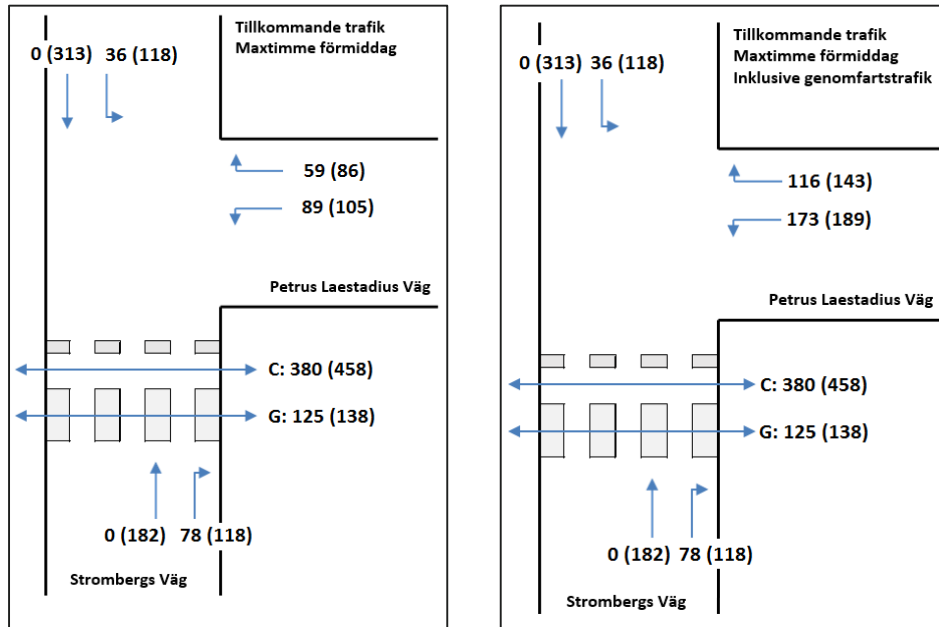 Tillkommande trafik
Maxtimme förmiddag
0 (313) 36 (118)
59 (86)
89 (105)
Petrus Laestadius Väg
C: 380 (458)
G: 125 (138)
0 (182) 78 (118)
Strombergs Väg
Tillkommande trafik
Maxtimme förmiddag
Inklusive genomfartstrafik
0 (313) 36 (118)
116 (143)
173 (189)
Petrus Laestadius Väg
C: 380 (458)
G: 125 (138)
0 (182) 78 (118)
Strombergs Väg